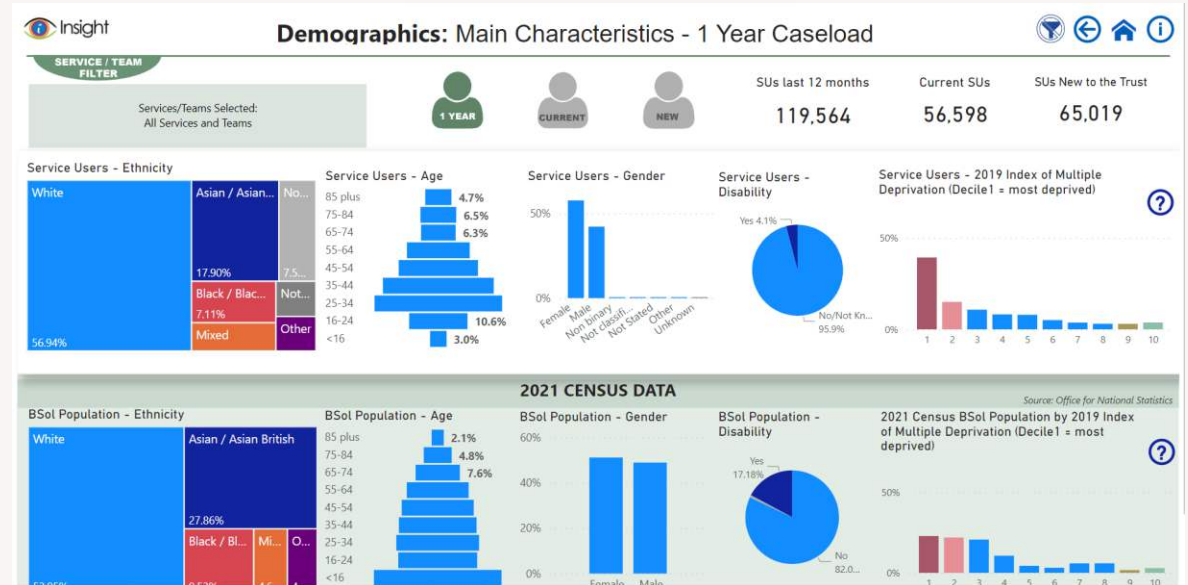 Insight
Demographics: Main Characteristics - 1 Year Caseload
SERVICE / TEAM
FILTER
Services/Teams Selected:
All Services and Teams
1 YEAR
CURRENT
NEW
SUs last 12 months
119,564
Current SUs
56,598
SUs New to the Trust
65,019
Service Users - Ethnicity
White
56.94%
Asian / Asian...
17.90%
No...
7.5...
Black / Blac...
7.11%
Not...
Mixed
Other
Service Users - Age
85 plus
4.7%
75-84
6.5%
65-74
6.3%
55-64
45-54
35-44
25-34
16-24
10.6%
<16
3.0%
Service Users - Gender
50%
0%
Female
Male
Non binary
Not classifi...
Not Stated
Other
Unknown
Service Users -
Disability
Yes 4.1%
No/Not Kn...
95.9%
Service Users - 2019 Index of Multiple
Deprivation (Decile1 = most deprived)
?
50%
0%
1 2 3 4 5 6 7 8 9 10
2021 CENSUS DATA
Source: Office for National Statistics
BSol Population - Ethnicity
White
Asian / Asian British
27.86%
Black / Bl...
Mi...
O...
BSol Population - Age
85 plus
2.1%
75-84
4.8%
65-74
7.6%
55-64
45-54
35-44
25-34
16-24
<16
BSol Population - Gender
60%
40%
20%
0%
Female Male
BSol Population -
Disability
Yes
17.18%
No
82.0...
2021 Census BSol Population by 2019 Index
of Multiple Deprivation (Decile1 = most
deprived)
?
50%
0%
1 2 3 4 5 6 7 8 9 10